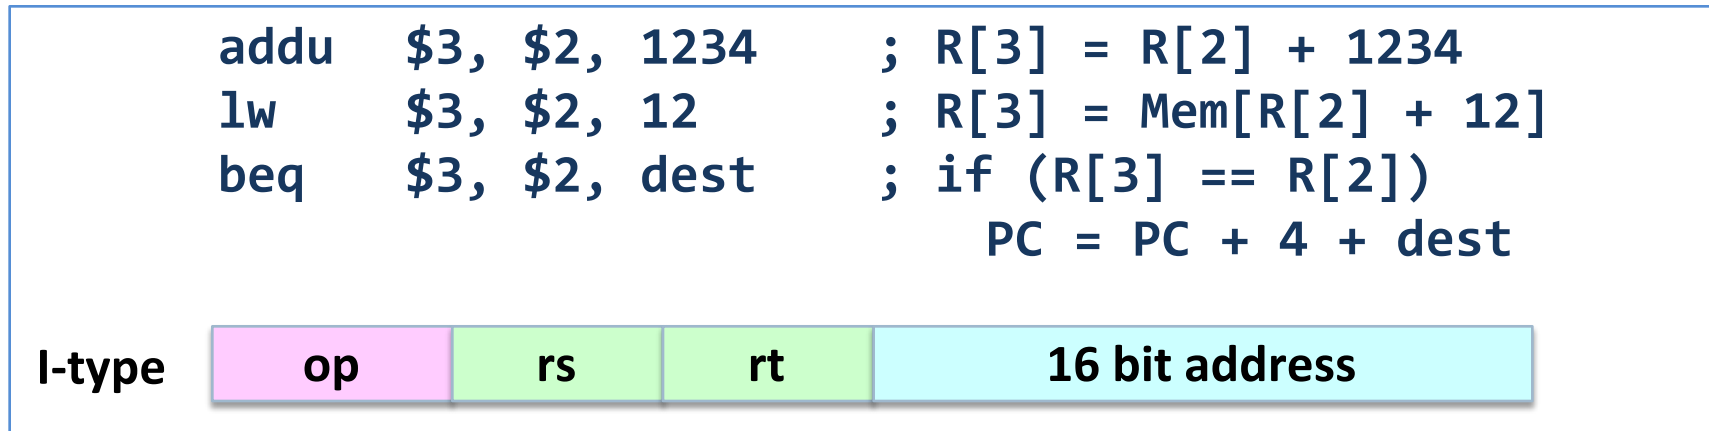 addu $3, $2, 1234 ; R[3] = R[2] + 1234
lw $3, $2, 12 ; R[3] = Mem[R[2] + 12]
beq $3, $2, dest ; if (R[3] == R[2])
PC = PC + 4 + dest
I-type op rs rt 16 bit address